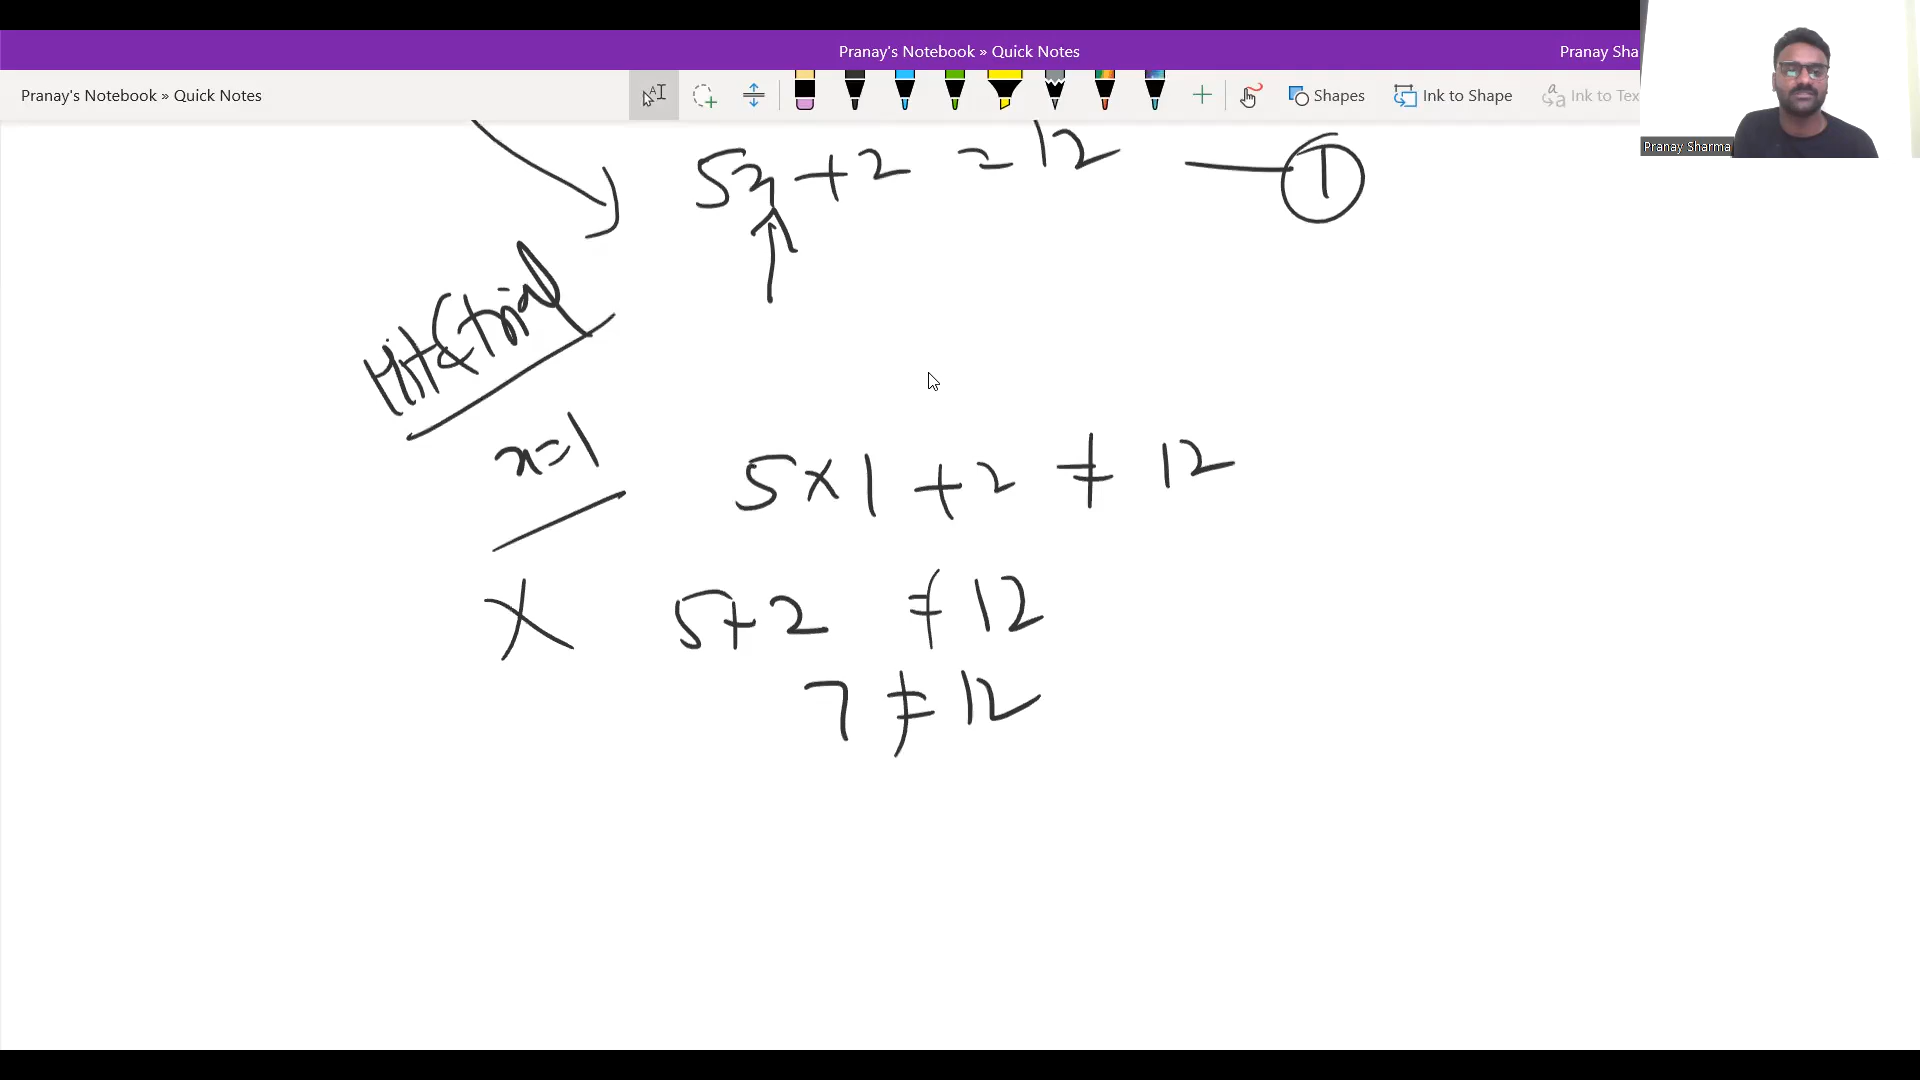 Pranay's Notebook » Quick Notes
Pranay Sha
Pranay's Notebook » Quick Notes
Shapes
Ink to Shape
Ink to Tex
Pranay Sharma
5x + 2 = 12 — 1
Hit & trial
x=1
5 × 1 + 2 ≠ 12
X 5+2 ≠ 12
7 ≠ 12